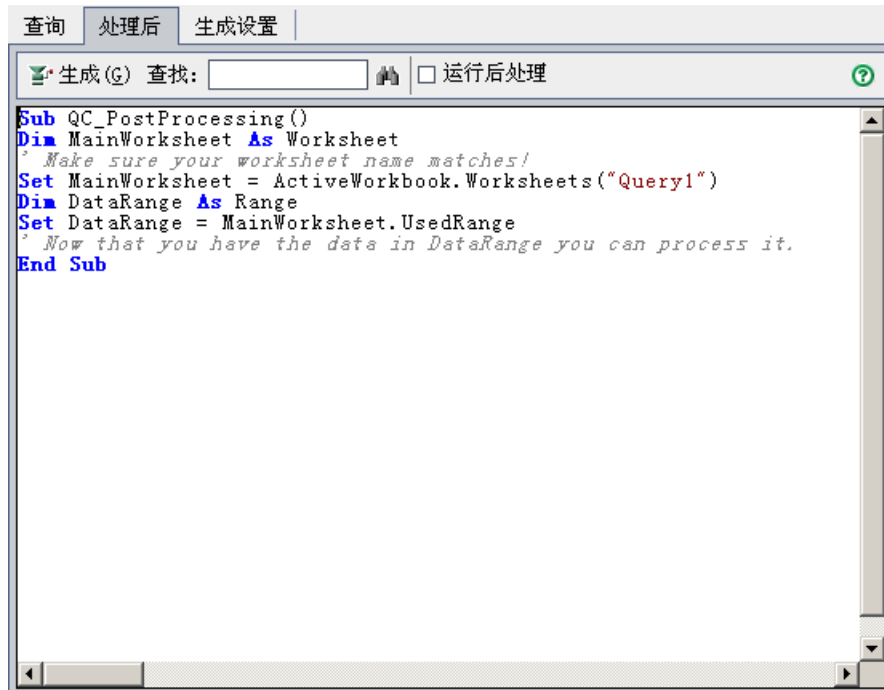 查询 处理后 生成设置
生成(G) 查找: 运行后处理
Sub QC_PostProcessing()
Dim MainWorksheet As Worksheet
' Make sure your worksheet name matches!
Set MainWorksheet = ActiveWorkbook.Worksheets("Query1")
Dim DataRange As Range
Set DataRange = MainWorksheet.UsedRange
' Now that you have the data in DataRange you can process it.
End Sub